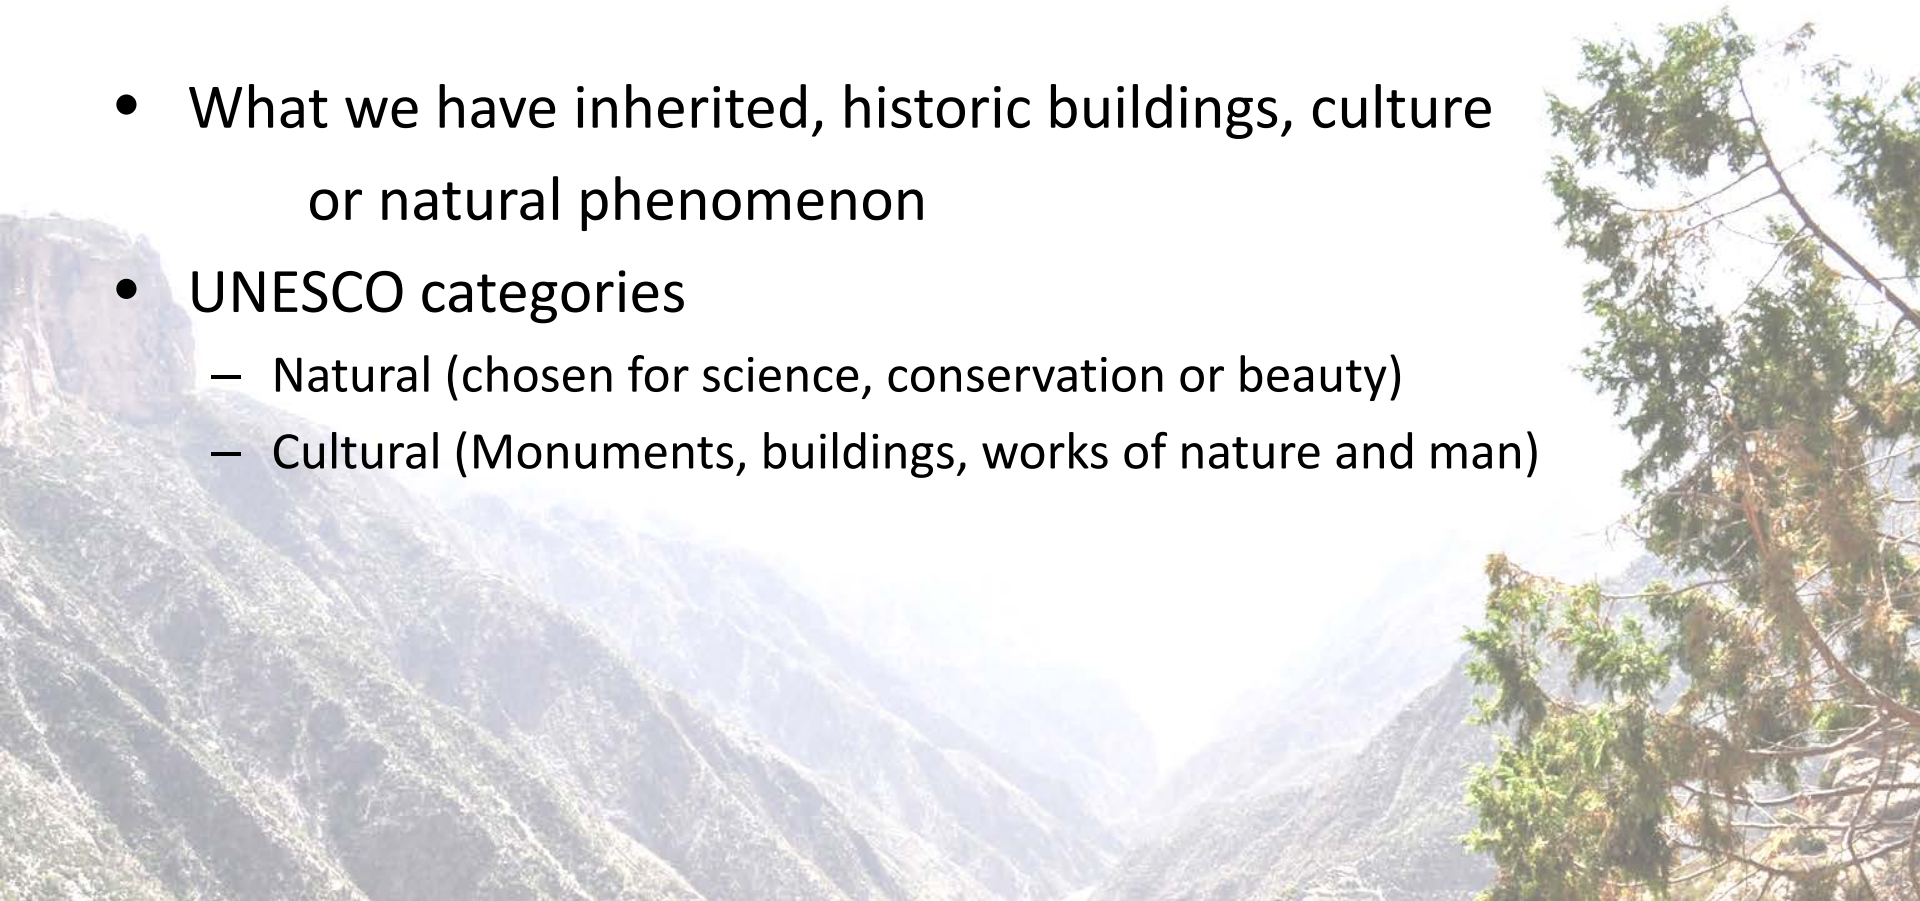 • What we have inherited, historic buildings, culture
or natural phenomenon
• UNESCO categories
– Natural (chosen for science, conservation or beauty)
– Cultural (Monuments, buildings, works of nature and man)